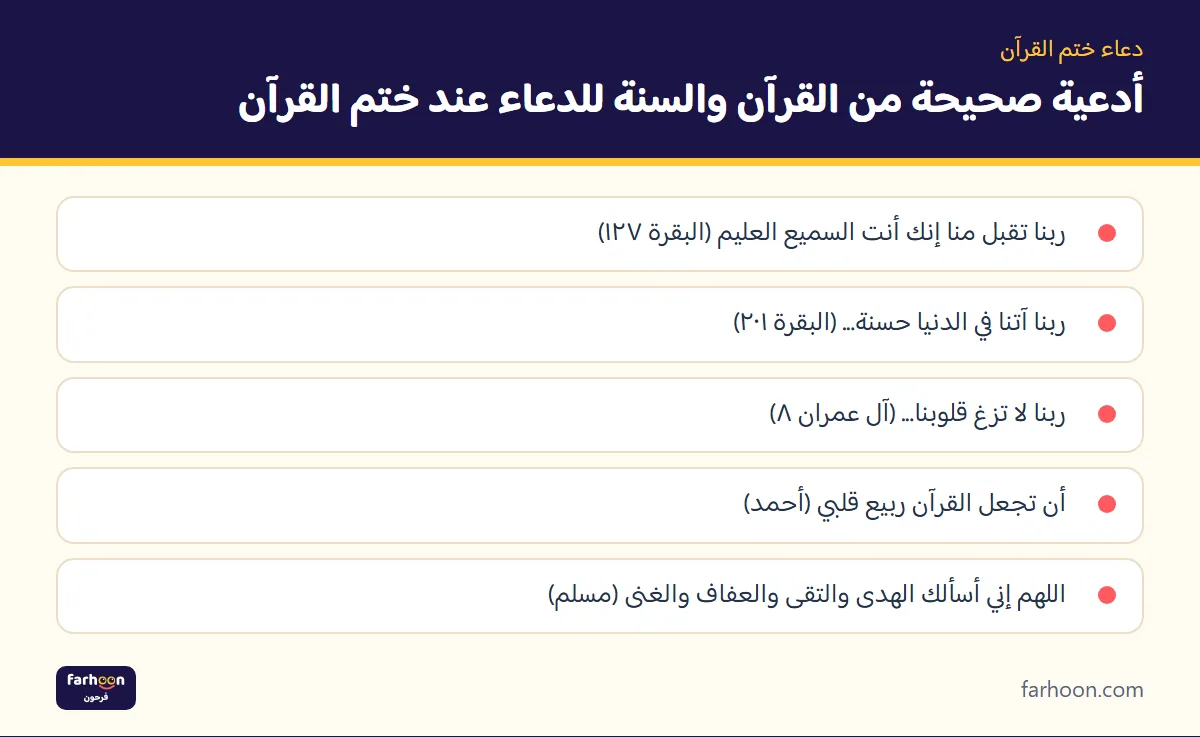 دعاء ختم القرآن
أدعية صحيحة من القرآن والسنة للدعاء عند ختم القرآن
ربنا تقبل منا إنك أنت السميع العليم (البقرة ١٢٧)
ربنا آتنا في الدنيا حسنة... (البقرة ٢٠١)
ربنا لا تزغ قلوبنا... (آل عمران ٨)
أن تجعل القرآن ربيع قلبي (أحمد)
اللهم إني أسألك الهدى والتقى والعفاف والغنى (مسلم)
farhoon.com
farhoon
فرحون